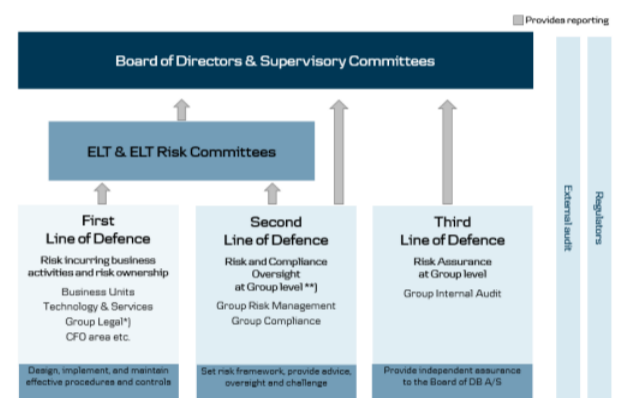 Provides reporting
Board of Directors & Supervisory Committees
ELT & ELT Risk Committees
First
Line of Defence
Risk incurring business
activities and risk ownership
Business Units
Technology & Services
Group Legal*)
CFO area etc.
Design, implement, and maintain
effective procedures and controls
Second
Line of Defence
Risk and Compliance
Oversight
at Group level **)
Group Risk Management
Group Compliance
Set risk framework, provide advice,
oversight and challenge
Third
Line of Defence
Risk Assurance
at Group level
Group Internal Audit
Provide independent assurance
to the Board of DB A/S
External audit
Regulators